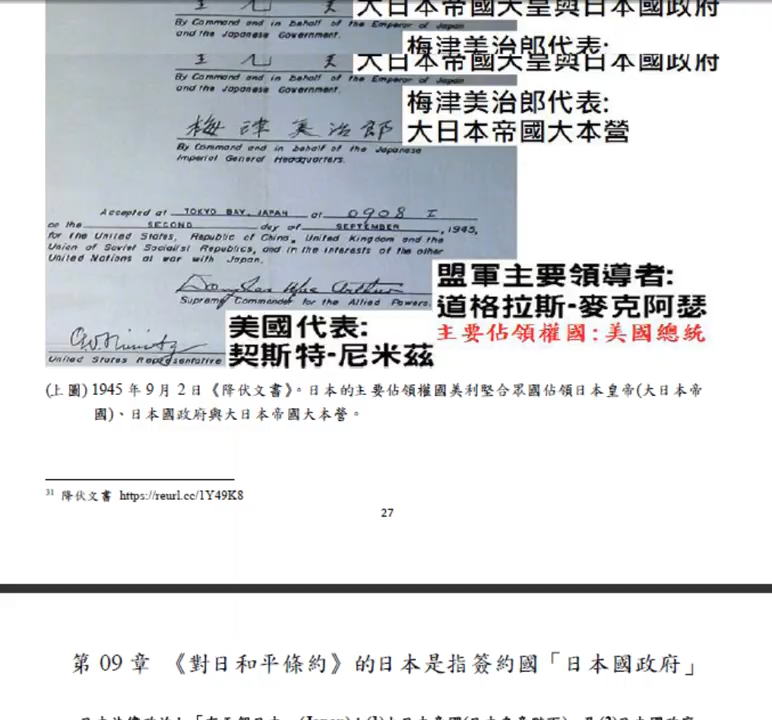 大日本帝國天皇與日本國政府
By Command and in behalf of the Emperor of Japan
and the Japanese Government.
梅津美治郎代表:
大日本帝國天皇與日本國政府
By Command and in behalf of the Emperor of Japan
and the Japanese Government.
梅津美治郎代表:
大日本帝國大本營
梅津美治郎
By Command and in behalf of the Japanese
Imperial General Headquarters.
Accepted at TOKYO BAY, JAPAN at 0908 I
on the SECOND day of SEPTEMBER, 1945,
for the United States, Republic of China, United Kingdom and the
Union of Soviet Socialist Republics, and in the interests of the other
United Nations at war with Japan.
Douglas MacArthur
Supreme Commander for the Allied Powers.
盟軍主要領導者:
道格拉斯-麥克阿瑟
主要佔領權國:美國總統
美國代表:
契斯特-尼米茲
C.W. Nimitz
United States Representative
(上圖) 1945 年 9 月 2 日《降伏文書》。日本的主要佔領權國美利堅合眾國佔領日本皇帝(大日本帝
國)、日本國政府與大日本帝國大本營。
31 降伏文書 https://reurl.cc/1Y49K8
27
第 09 章 《對日和平條約》的日本是指簽約國「日本國政府」